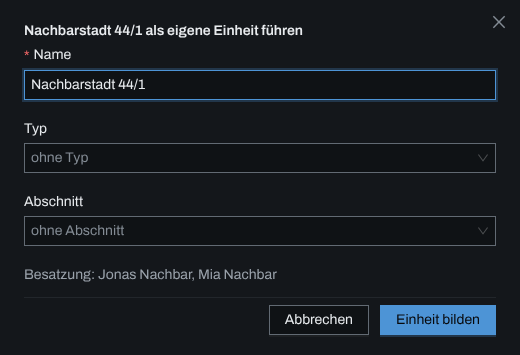 Nachbarstadt 44/1 als eigene Einheit führen
* Name
Nachbarstadt 44/1
Typ
ohne Typ
Abschnitt
ohne Abschnitt
Besatzung: Jonas Nachbar, Mia Nachbar
Abbrechen
Einheit bilden